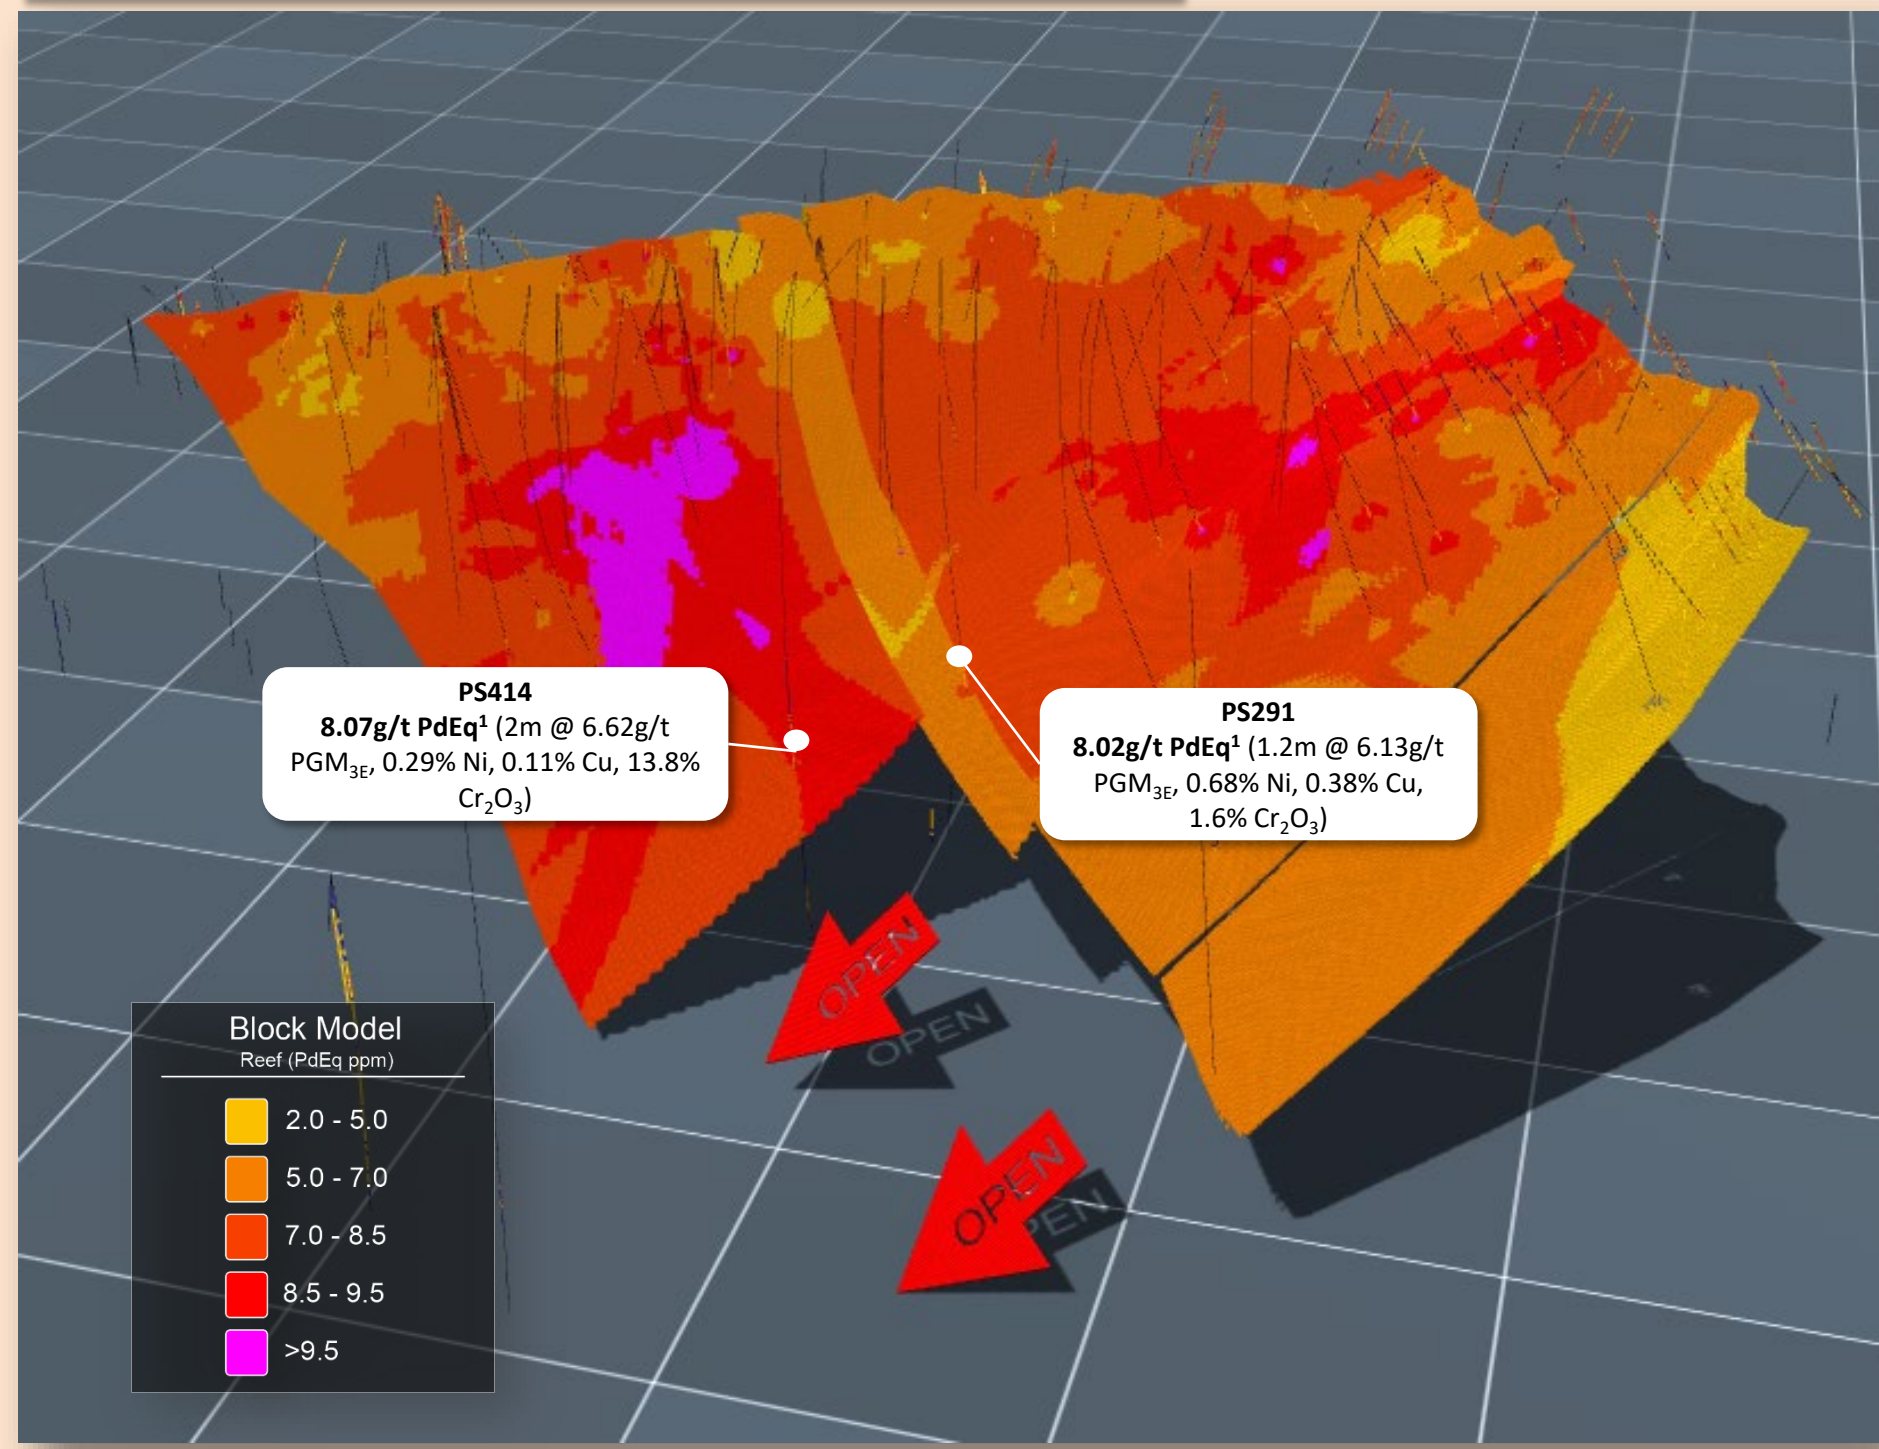 PS414
8.07g/t PdEq¹ (2m @ 6.62g/t
PGM₃E, 0.29% Ni, 0.11% Cu, 13.8%
Cr₂O₃)
PS291
8.02g/t PdEq¹ (1.2m @ 6.13g/t
PGM₃E, 0.68% Ni, 0.38% Cu,
1.6% Cr₂O₃)
OPEN
OPEN
OPEN
PEN
Block Model
Reef (PdEq ppm)
2.0 - 5.0
5.0 - 7.0
7.0 - 8.5
8.5 - 9.5
>9.5